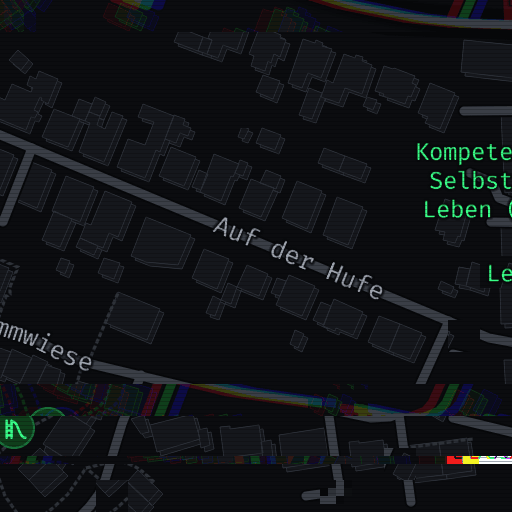 Kompete
Selbst
Leben (
Auf der Hufe
Le
mmwiese